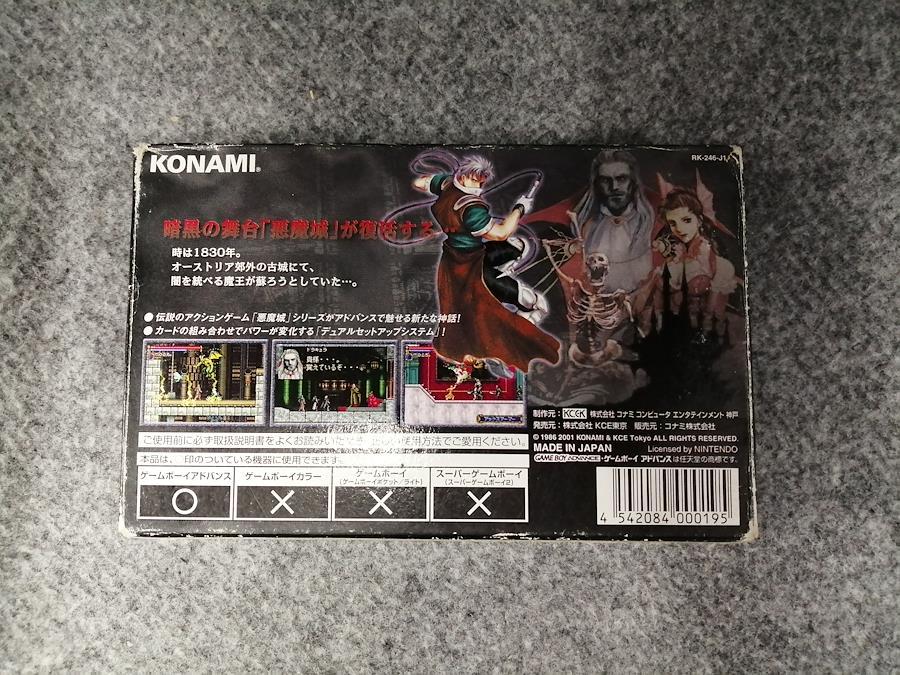 KONAMI®
RK-246-J1
暗黒の舞台「悪魔城」が復活する…
時は1830年。
オーストリア郊外の古城にて、
闇を統べる魔王が蘇ろうとしていた…。
● 伝説のアクションゲーム「悪魔城」シリーズがアドバンスで魅せる新たな神話!
● カードの組み合わせでパワーが変化する「デュアルセットアップシステム」!
ドラキュラ
覚えているぞ・・・
ご使用前に必ず取扱説明書をよくお読みいただき、正しい使用方法でご愛用ください。
本品は、 印のついている機器に使用できます。
ゲームボーイアドバンス
ゲームボーイカラー
ゲームボーイ
(ゲームボーイポケット/ライト)
スーパーゲームボーイ
(スーパーゲームボーイ2)
○ × × ×
制作元: KCEK 株式会社 コナミ コンピュータ エンタテインメント 神戸
発売元: 株式会社 KCE東京 販売元: コナミ株式会社
© 1986 2001 KONAMI & KCE Tokyo ALL RIGHTS RESERVED.
MADE IN JAPAN Licensed by NINTENDO
GAME BOY ADVANCE・ゲームボーイ アドバンスは任天堂の商標です。
4 542084 000195